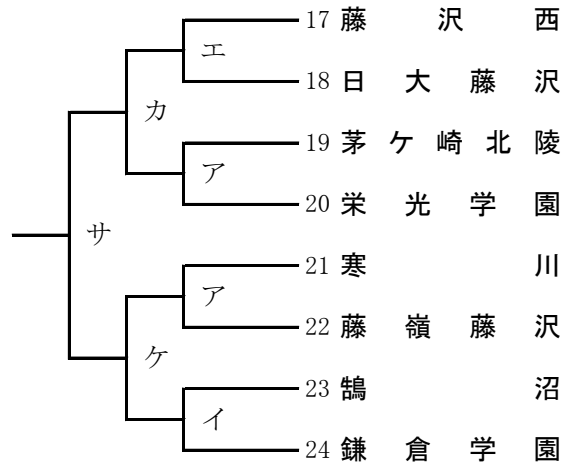 17 藤沢西
エ
18 日大藤沢
カ
19 茅ケ崎北陵
ア
20 栄光学園
サ
21 寒川
ア
22 藤嶺藤沢
ケ
23 鵠沼
イ
24 鎌倉学園